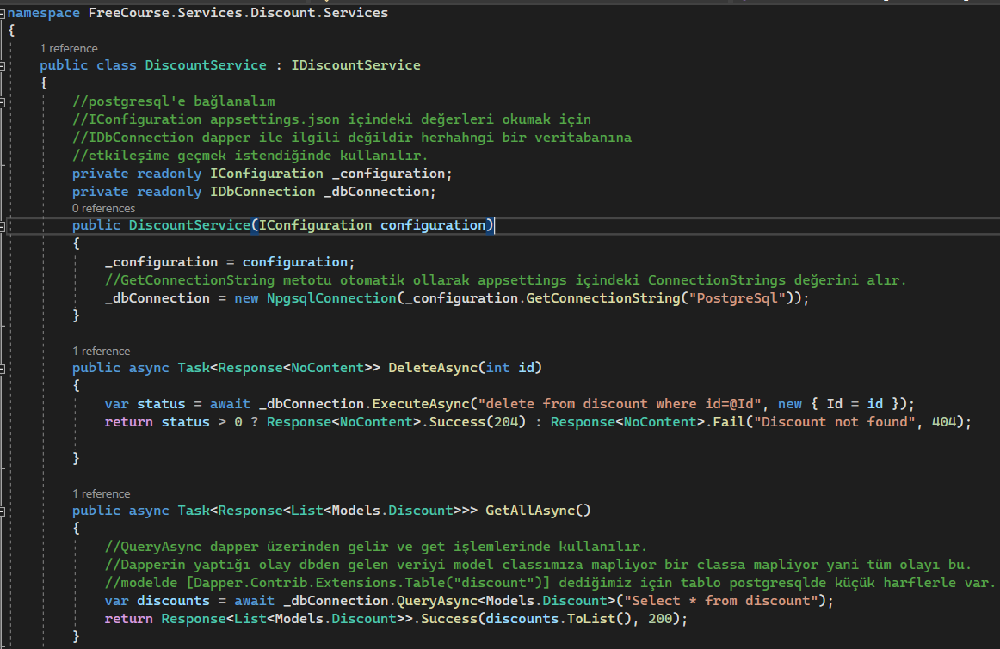 namespace FreeCourse.Services.Discount.Services
{
1 reference
public class DiscountService : IDiscountService
{
//postgresql'e bağlanalım
//IConfiguration appsettings.json içindeki değerleri okumak için
//IDbConnection dapper ile ilgili değildir herhahngi bir veritabanına
//etkileşime geçmek istendiğinde kullanılır.
private readonly IConfiguration _configuration;
private readonly IDbConnection _dbConnection;
0 references
public DiscountService(IConfiguration configuration)
{
_configuration = configuration;
//GetConnectionString metotu otomatik ollarak appsettings içindeki ConnectionStrings değerini alır.
_dbConnection = new NpgsqlConnection(_configuration.GetConnectionString("PostgreSql"));
}
1 reference
public async Task<Response<NoContent>> DeleteAsync(int id)
{
var status = await _dbConnection.ExecuteAsync("delete from discount where id=@Id", new { Id = id });
return status > 0 ? Response<NoContent>.Success(204) : Response<NoContent>.Fail("Discount not found", 404);
}
1 reference
public async Task<Response<List<Models.Discount>>> GetAllAsync()
{
//QueryAsync dapper üzerinden gelir ve get işlemlerinde kullanılır.
//Dapperin yaptığı olay dbden gelen veriyi model classımıza mapliyor bir classa mapliyor yani tüm olayı bu.
//modelde [Dapper.Contrib.Extensions.Table("discount")] dediğimiz için tablo postgresqlde küçük harflerle var.
var discounts = await _dbConnection.QueryAsync<Models.Discount>("Select * from discount");
return Response<List<Models.Discount>>.Success(discounts.ToList(), 200);
}